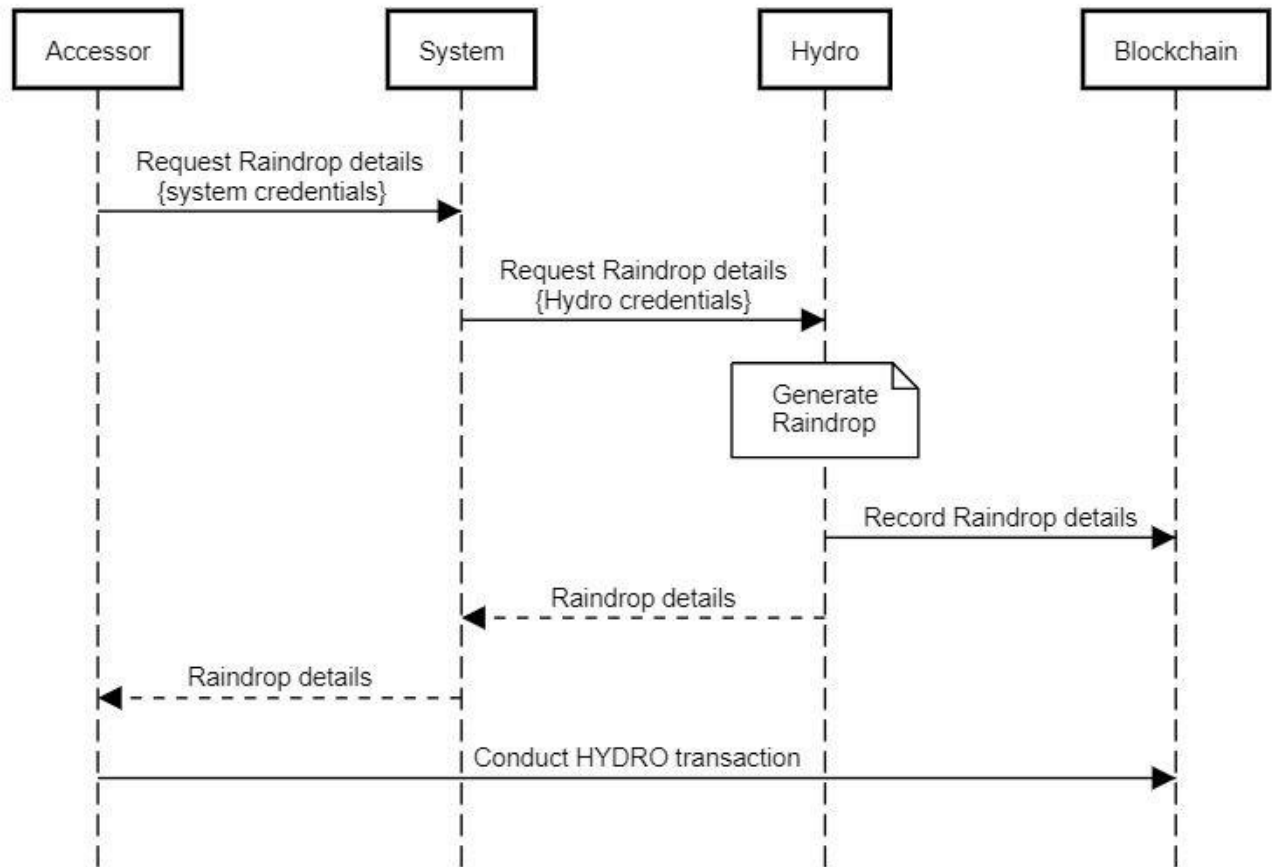 Accessor
System
Hydro
Blockchain
Request Raindrop details
{system credentials}
Request Raindrop details
{Hydro credentials}
Generate
Raindrop
Record Raindrop details
Raindrop details
Raindrop details
Conduct HYDRO transaction